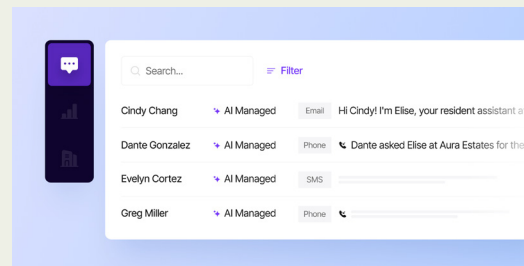 Search...
Filter
Cindy Chang AI Managed Email Hi Cindy! I'm Elise, your resident assistant
Dante Gonzalez AI Managed Phone Dante asked Elise at Aura Estates for the
Evelyn Cortez AI Managed SMS
Greg Miller AI Managed Phone